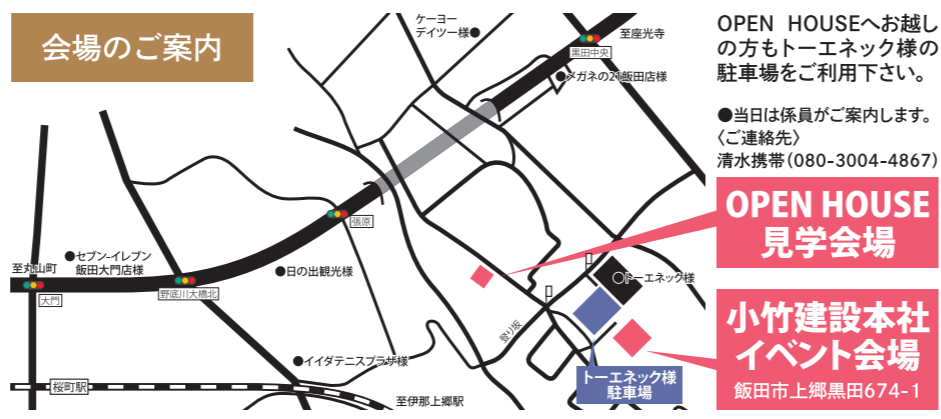 会場のご案内
ケーヨー
デイツー様●
至座光寺
黒田中央
●メガネの21飯田店様
OPEN HOUSEへお越し
の方もトーエネック様の
駐車場をご利用下さい。
●当日は係員がご案内します。
〈ご連絡先〉
清水携帯(080-3004-4867)
OPEN HOUSE
見学会場
張原
●セブン-イレブン
飯田大門店様
至丸山町
大門
野底川大橋北
●日の出観光様
○トーエネック様
登り坂
小竹建設本社
イベント会場
飯田市上郷黒田674-1
●イイダテニスプラザ様
トーエネック様
駐車場
桜町駅
至伊那上郷駅